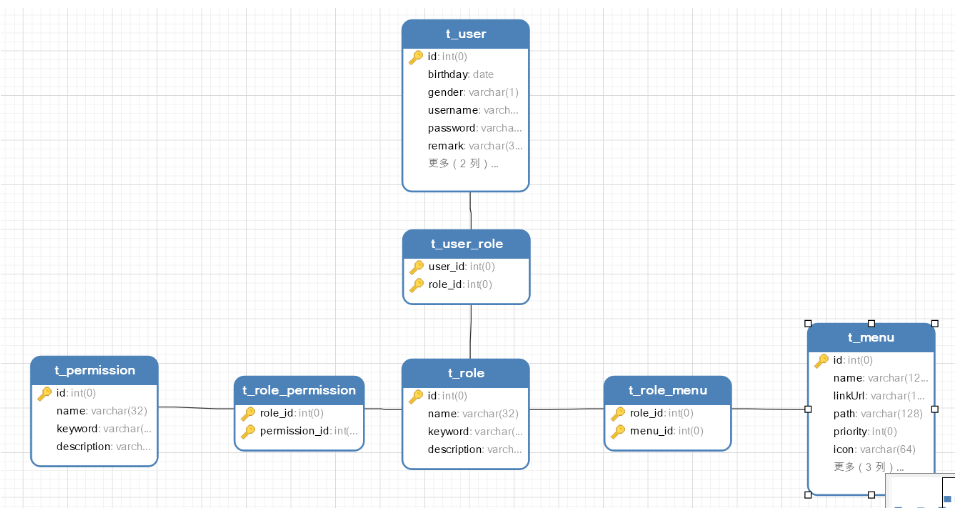 t_user
id: int(0)
birthday: date
gender: varchar(1)
username: varch...
password: varcha...
remark: varchar(3...
更多 ( 2 列 ) ...
t_user_role
user_id: int(0)
role_id: int(0)
t_permission
id: int(0)
name: varchar(32)
keyword: varchar(...
description: varch...
t_role_permission
role_id: int(0)
permission_id: int(...
t_role
id: int(0)
name: varchar(32)
keyword: varchar(...
description: varch...
t_role_menu
role_id: int(0)
menu_id: int(0)
t_menu
id: int(0)
name: varchar(12...
linkUrl: varchar(1...
path: varchar(128)
priority: int(0)
icon: varchar(64)
更多 ( 3 列 ) ...